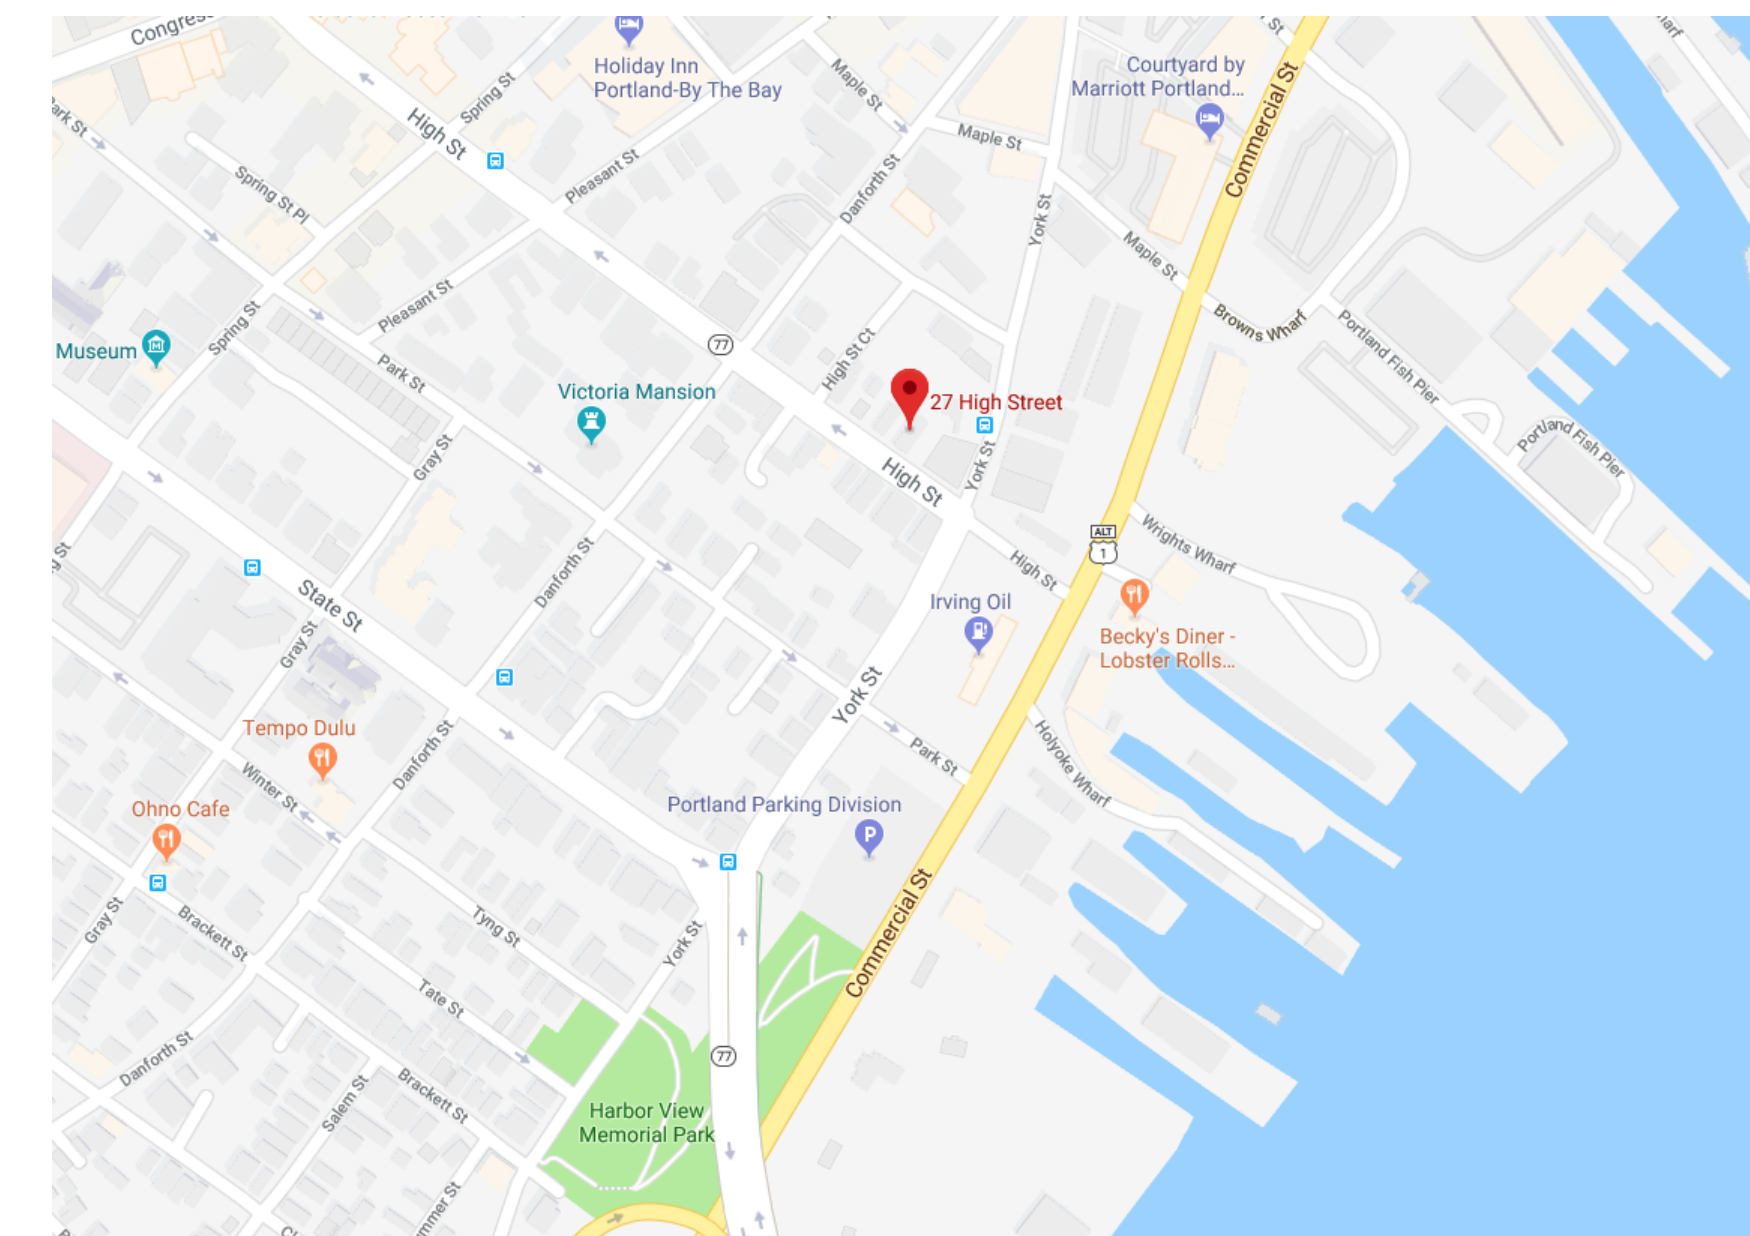 Congres
Holiday Inn
Portland-By The Bay
Courtyard by
Marriott Portland...
Commercial St
Maple St
Spring St
High St
Park St
Maple St
Pleasant St
Danforth St
Spring St Pl
York St
Maple St
Browns Wharf
Portland Fish Pier
Pleasant St
Spring St
Museum
Park St
77
High St Ct
Victoria Mansion
27 High Street
Portland Fish Pier
Gray St
High St
York St
Wrights Wharf
ALT
1
High St
Danforth St
State St
Irving Oil
Becky's Diner -
Lobster Rolls...
Gray St
York St
Tempo Dulu
Danforth St
Park St
Holyoke Wharf
Winter St
Ohno Cafe
Portland Parking Division
P
Commercial St
Gray St
Brackett St
Tyng St
York St
Tate St
Danforth St
77
Brackett St
Salem St
Harbor View
Memorial Park
mmer St